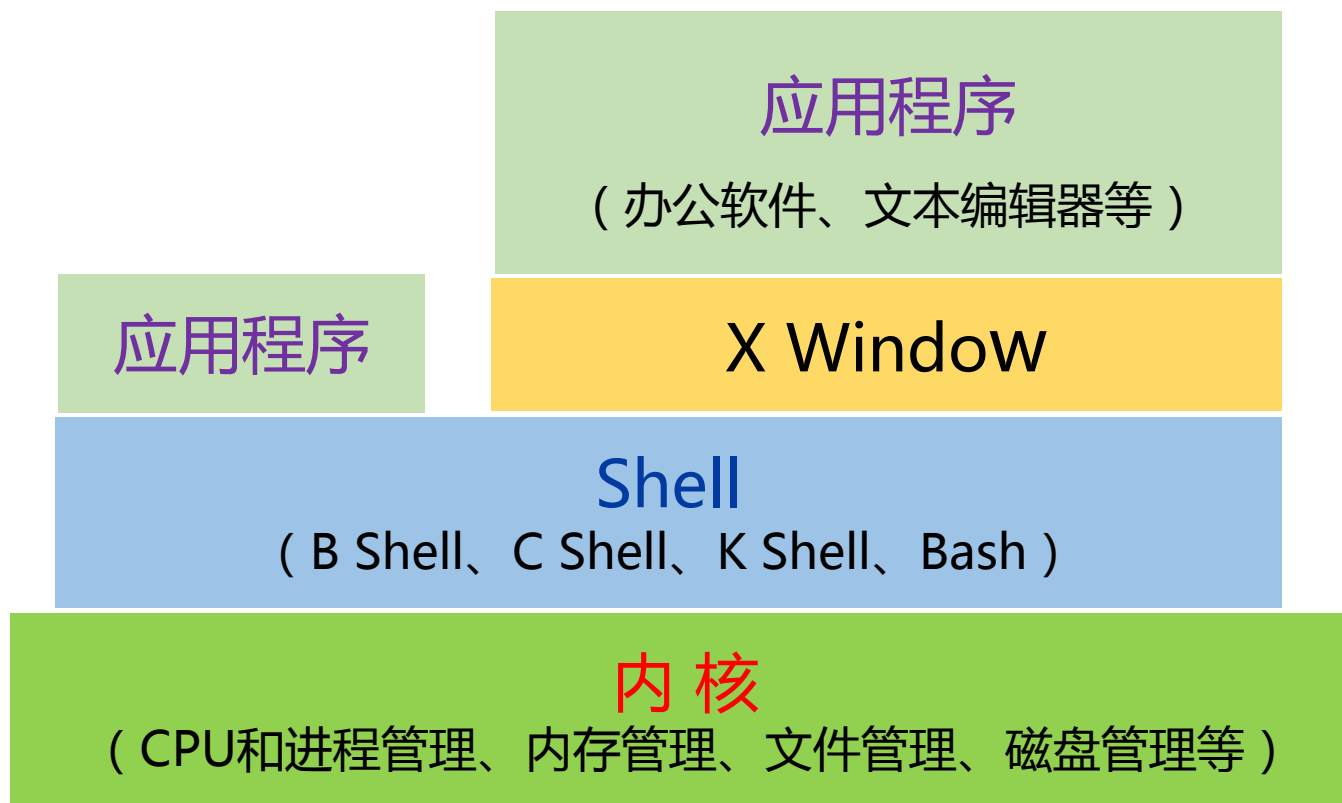 应用程序
（办公软件、文本编辑器等）
应用程序
X Window
Shell
（B Shell、C Shell、K Shell、Bash）
内 核
（CPU和进程管理、内存管理、文件管理、磁盘管理等）